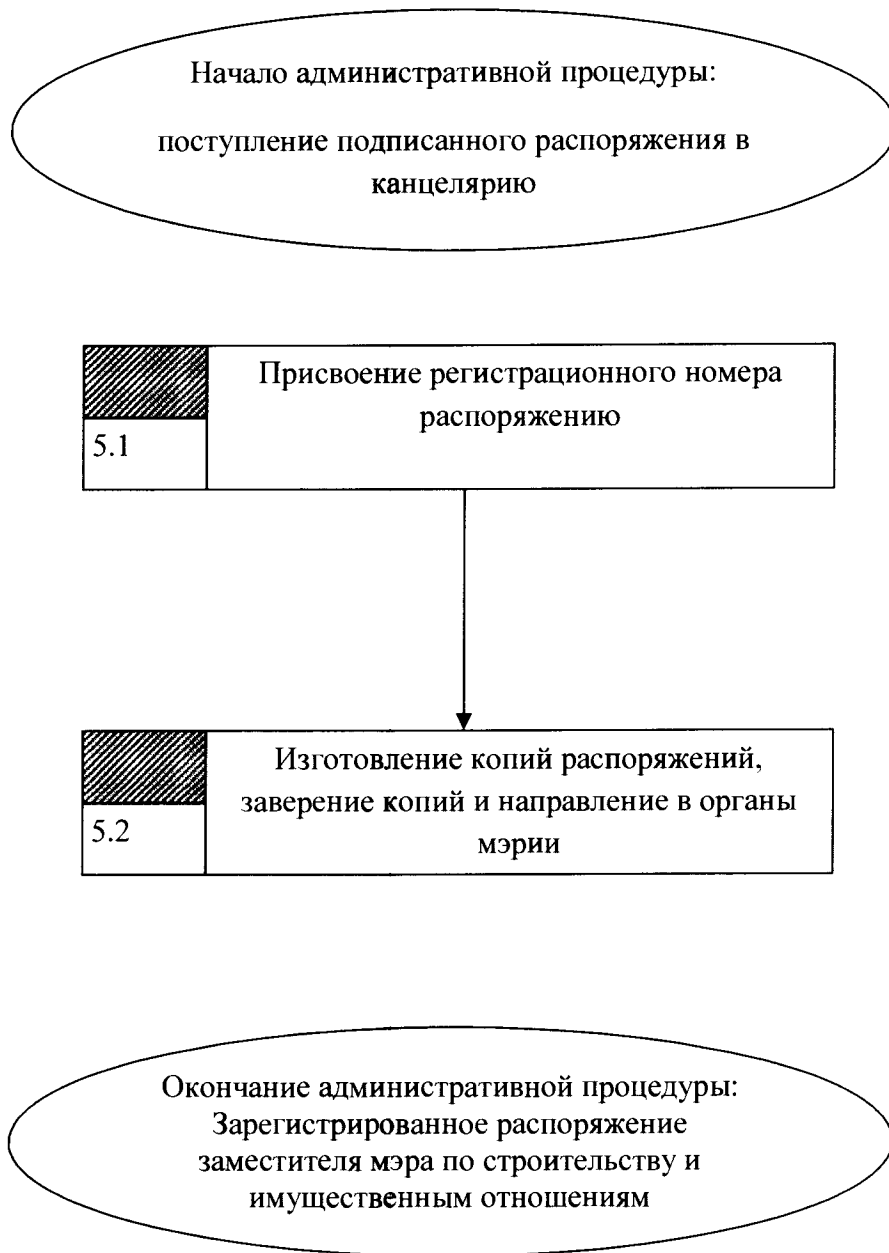 Начало административной процедуры:
поступление подписанного распоряжения в
канцелярию
Присвоение регистрационного номера
распоряжению
5.1
Изготовление копий распоряжений,
заверение копий и направление в органы
мэрии
5.2
Окончание административной процедуры:
Зарегистрированное распоряжение
заместителя мэра по строительству и
имущественным отношениям